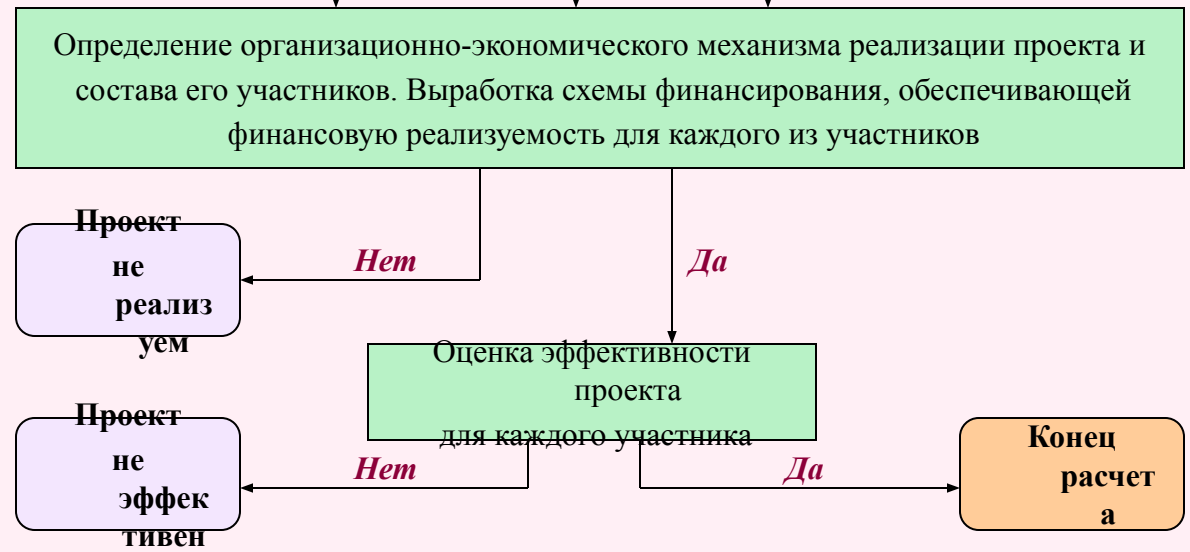 Определение организационно-экономического механизма реализации проекта и
состава его участников. Выработка схемы финансирования, обеспечивающей
финансовую реализуемость для каждого из участников
Проект
не
реализ
уем
Нет
Да
Оценка эффективности
проекта
для каждого участника
Проект
не
эффек
тивен
Нет
Да
Конец
расчет
а